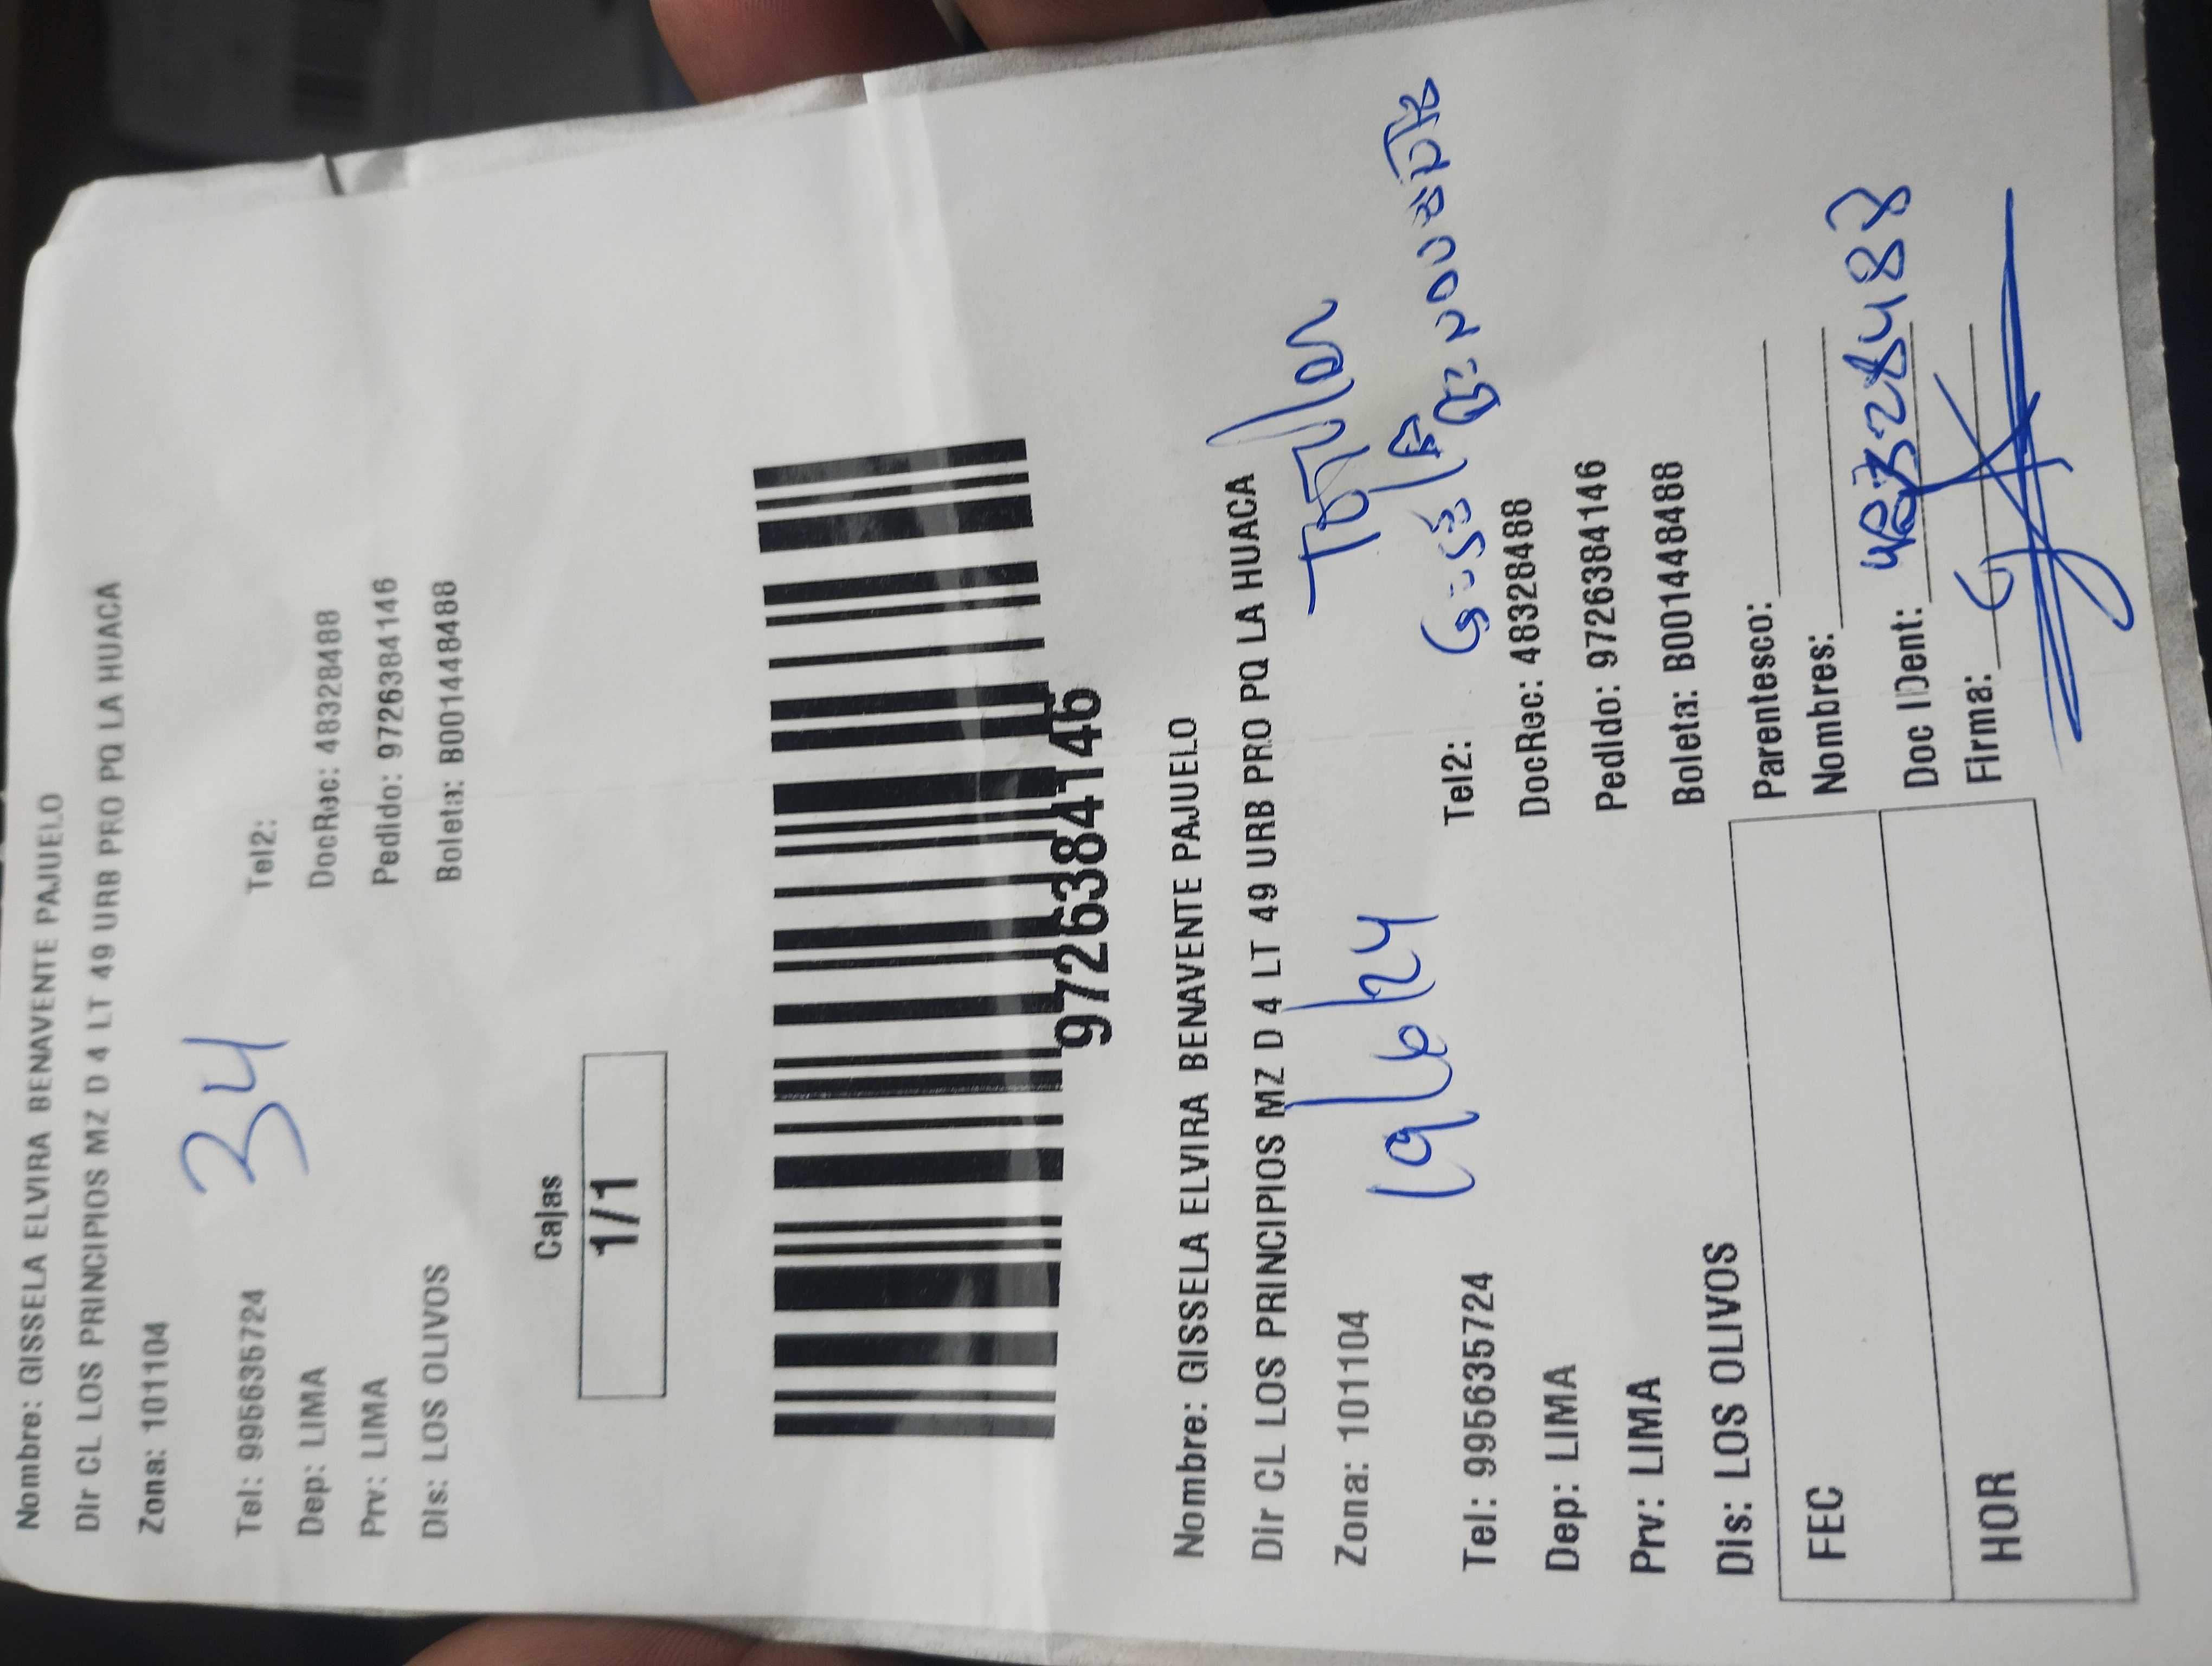 Nombre: GISSELA ELVIRA BENAVENTE PAJUELO
Dir CL LOS PRINCIPIOS MZ D 4 LT 49 URB PRO PQ LA HUACA
Zona: 101104
34
Tel: 995635724 Tel2:
Dep: LIMA DocRec: 48328488
Prv: LIMA Pedido: 9726384146
Dis: LOS OLIVOS Boleta: B001448488
Cajas
1/1
9726384146
Nombre: GISSELA ELVIRA BENAVENTE PAJUELO
Dir CL LOS PRINCIPIOS MZ D 4 LT 49 URB PRO PQ LA HUACA
Titular
Zona: 101104
19/6/24
Tel: 995635724 Tel2:
Dep: LIMA DocRec: 48328488
Prv: LIMA Pedido: 9726384146
Dis: LOS OLIVOS Boleta: B001448488
FEC
HOR
Parentesco:
Nombres:
Doc IDent: 48328488
Firma: